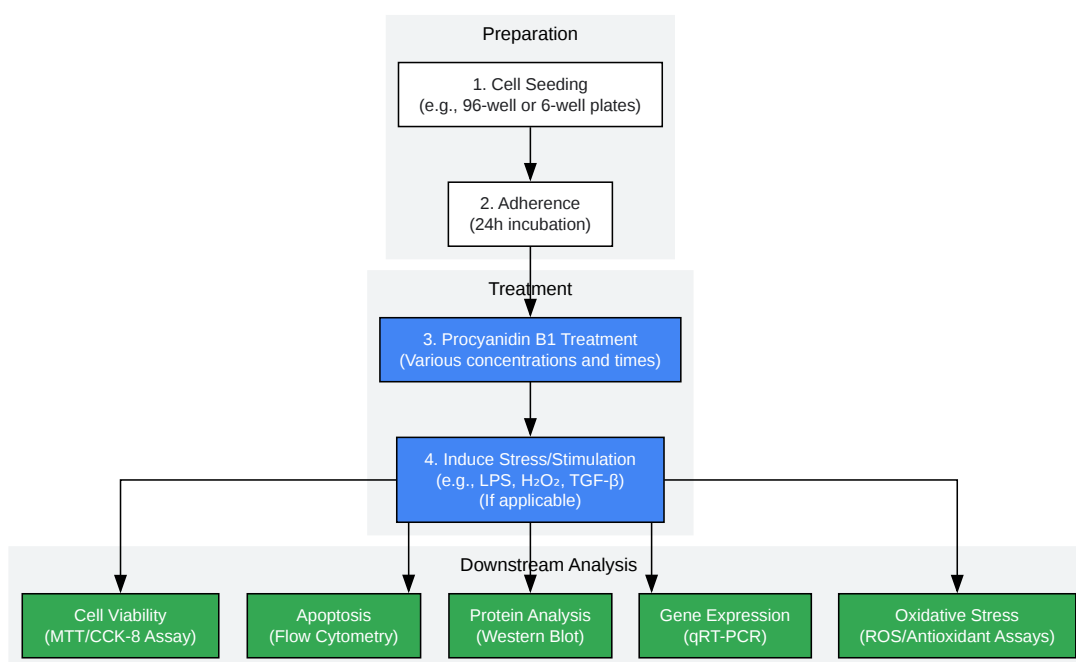 Preparation
1. Cell Seeding
(e.g., 96-well or 6-well plates)
2. Adherence
(24h incubation)
Treatment
3. Procyanidin B1 Treatment
(Various concentrations and times)
4. Induce Stress/Stimulation
(e.g., LPS, H₂O₂, TGF-β)
(If applicable)
Downstream Analysis
Cell Viability
(MTT/CCK-8 Assay)
Apoptosis
(Flow Cytometry)
Protein Analysis
(Western Blot)
Gene Expression
(qRT-PCR)
Oxidative Stress
(ROS/Antioxidant Assays)